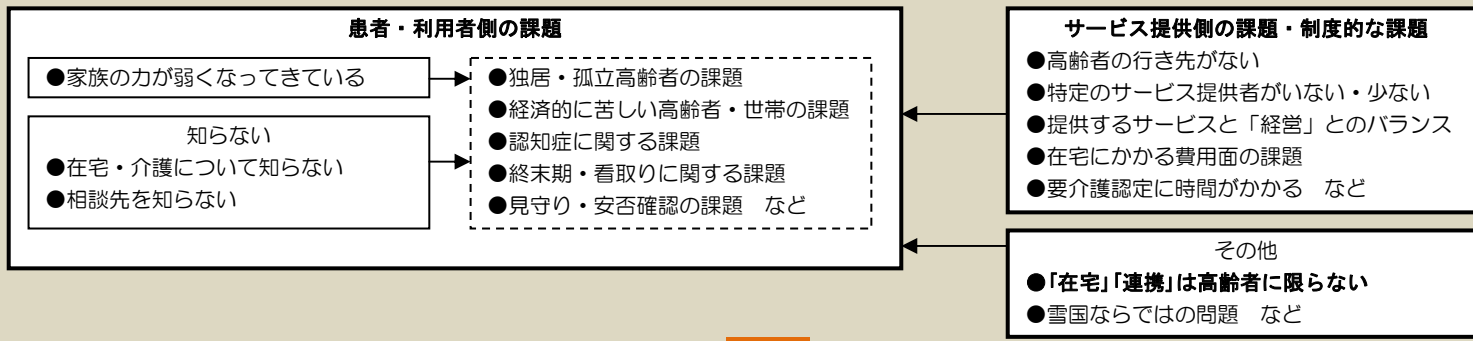 患者・利用者側の課題
●家族の力が弱くなってきている
知らない
●在宅・介護について知らない
●相談先を知らない
●独居・孤立高齢者の課題
●経済的に苦しい高齢者・世帯の課題
●認知症に関する課題
●終末期・看取りに関する課題
●見守り・安否確認の課題　など
サービス提供側の課題・制度的な課題
●高齢者の行き先がない
●特定のサービス提供者がいない・少ない
●提供するサービスと「経営」とのバランス
●在宅にかかる費用面の課題
●要介護認定に時間がかかる　など
その他
●「在宅」「連携」は高齢者に限らない
●雪国ならではの問題　など